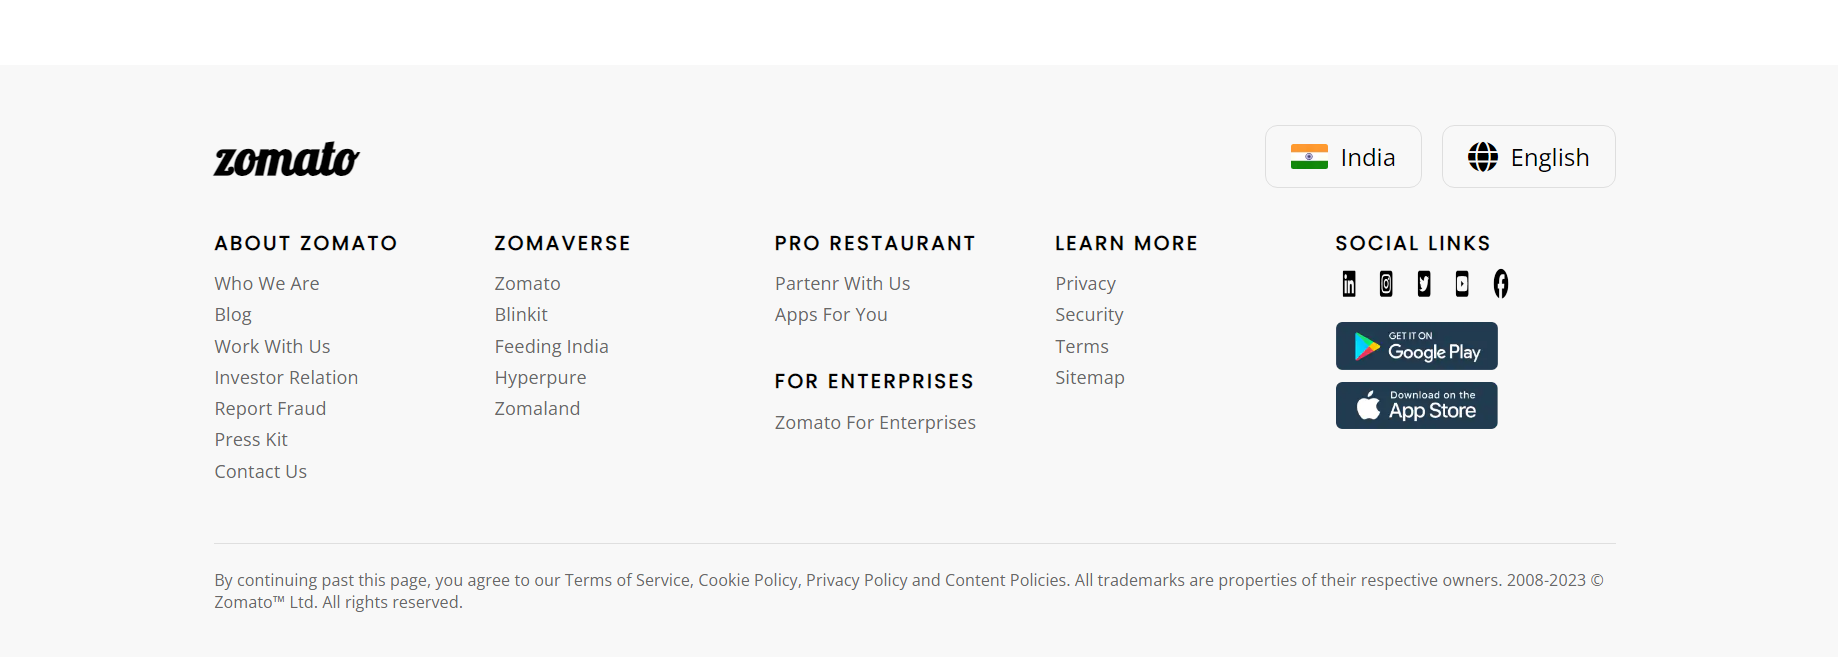 zomato
India
English
ABOUT ZOMATO
Who We Are
Blog
Work With Us
Investor Relation
Report Fraud
Press Kit
Contact Us
ZOMAVERSE
Zomato
Blinkit
Feeding India
Hyperpure
Zomaland
PRO RESTAURANT
Partenr With Us
Apps For You
FOR ENTERPRISES
Zomato For Enterprises
LEARN MORE
Privacy
Security
Terms
Sitemap
SOCIAL LINKS
GET IT ON
Google Play
Download on the
App Store
By continuing past this page, you agree to our Terms of Service, Cookie Policy, Privacy Policy and Content Policies. All trademarks are properties of their respective owners. 2008-2023 ©
Zomato™ Ltd. All rights reserved.